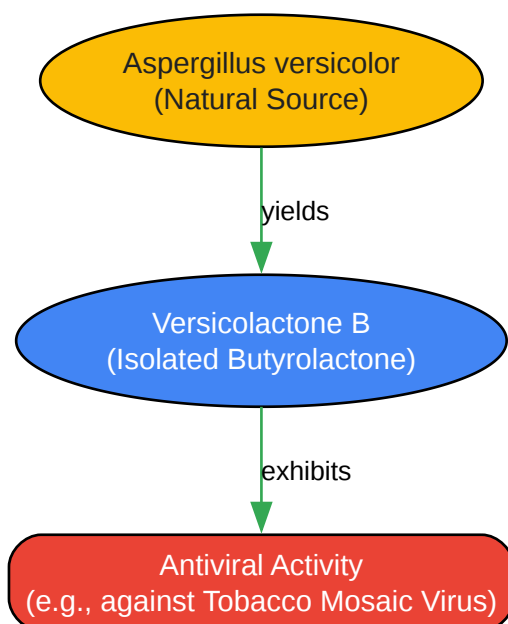 Aspergillus versicolor
(Natural Source)
yields
Versicolactone B
(Isolated Butyrolactone)
exhibits
Antiviral Activity
(e.g., against Tobacco Mosaic Virus)